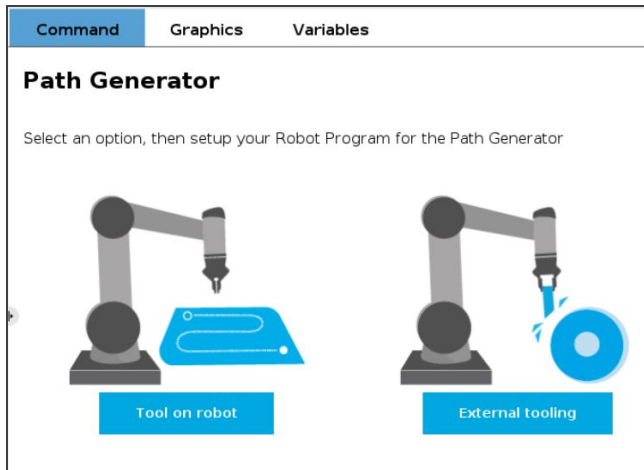 Command Graphics Variables
Path Generator
Select an option, then setup your Robot Program for the Path Generator
Tool on robot External tooling